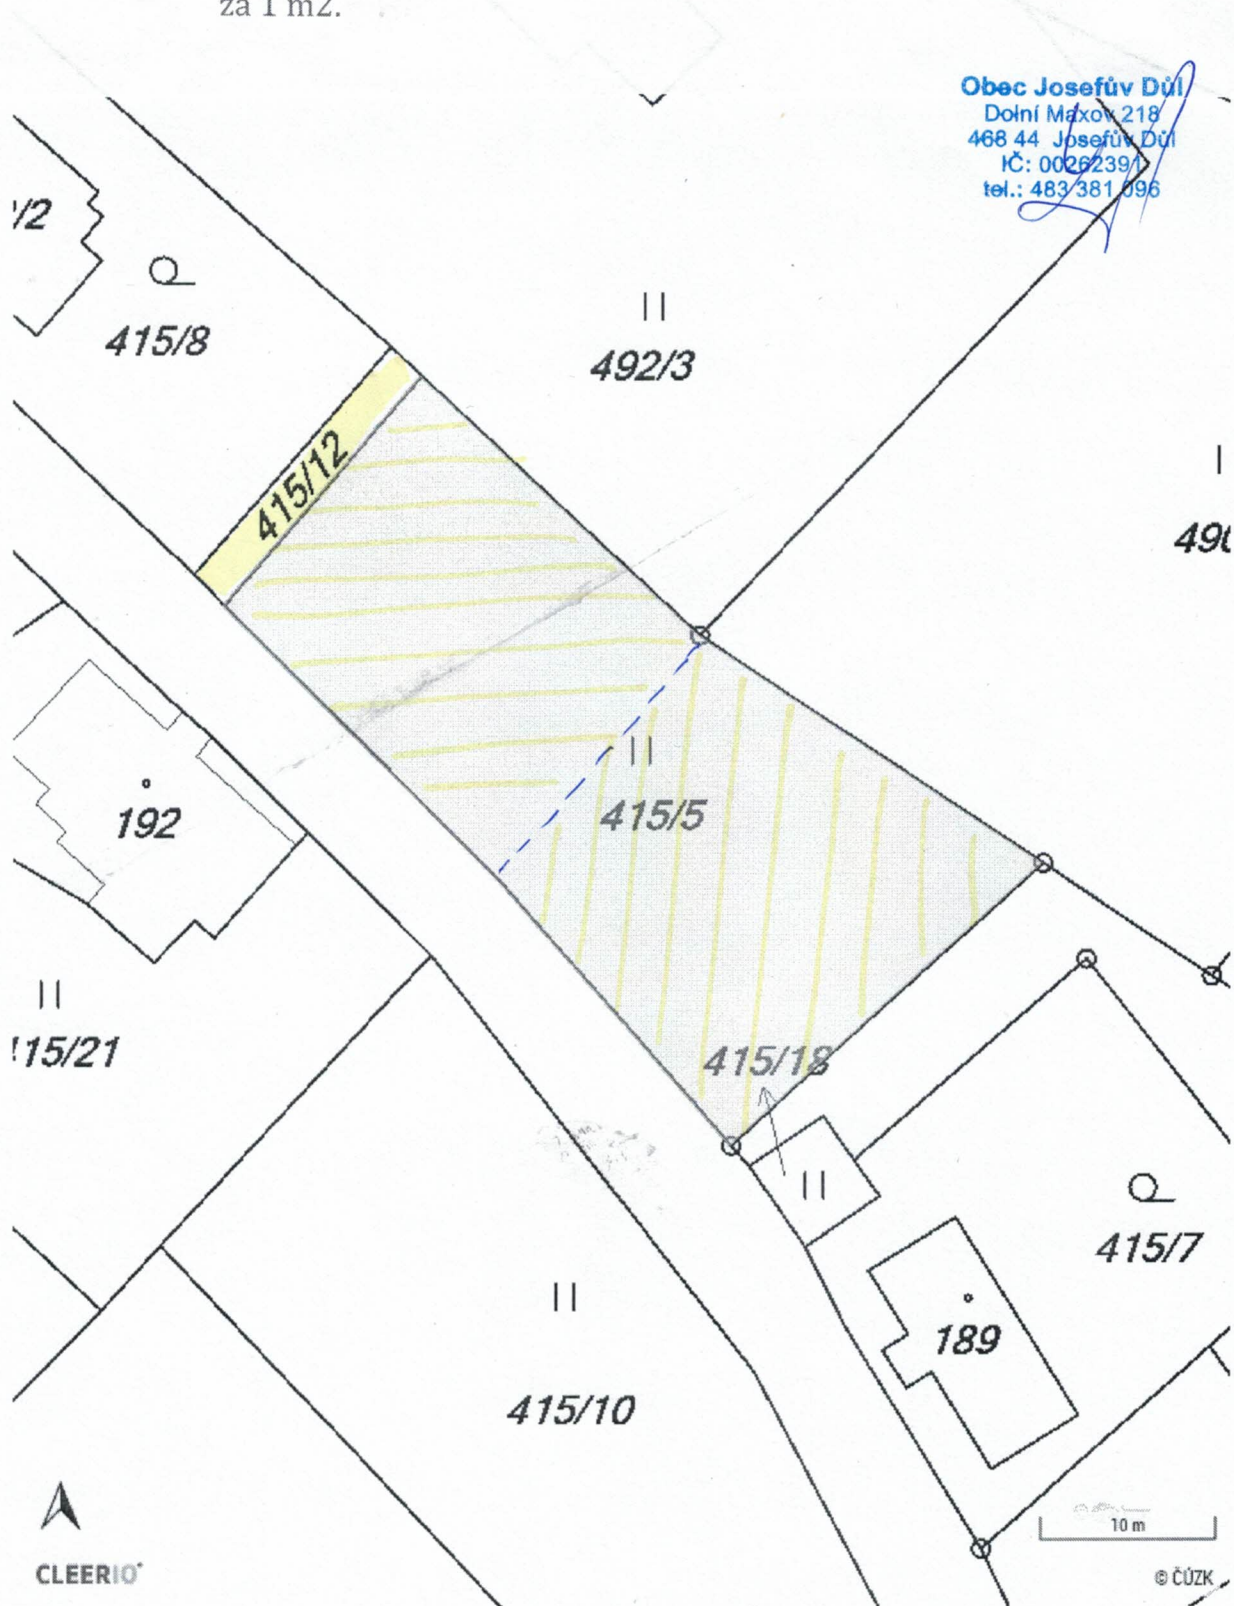 za 1 m2.
Obec Josefův Důl
Dolní Maxov 218
468 44 Josefův Důl
IČ: 00262391
tel.: 483 381 096
/2
415/8
492/3
415/12
490
415/5
192
415/21
415/18
415/7
189
415/10
10 m
CLEERIO
© ČÚZK